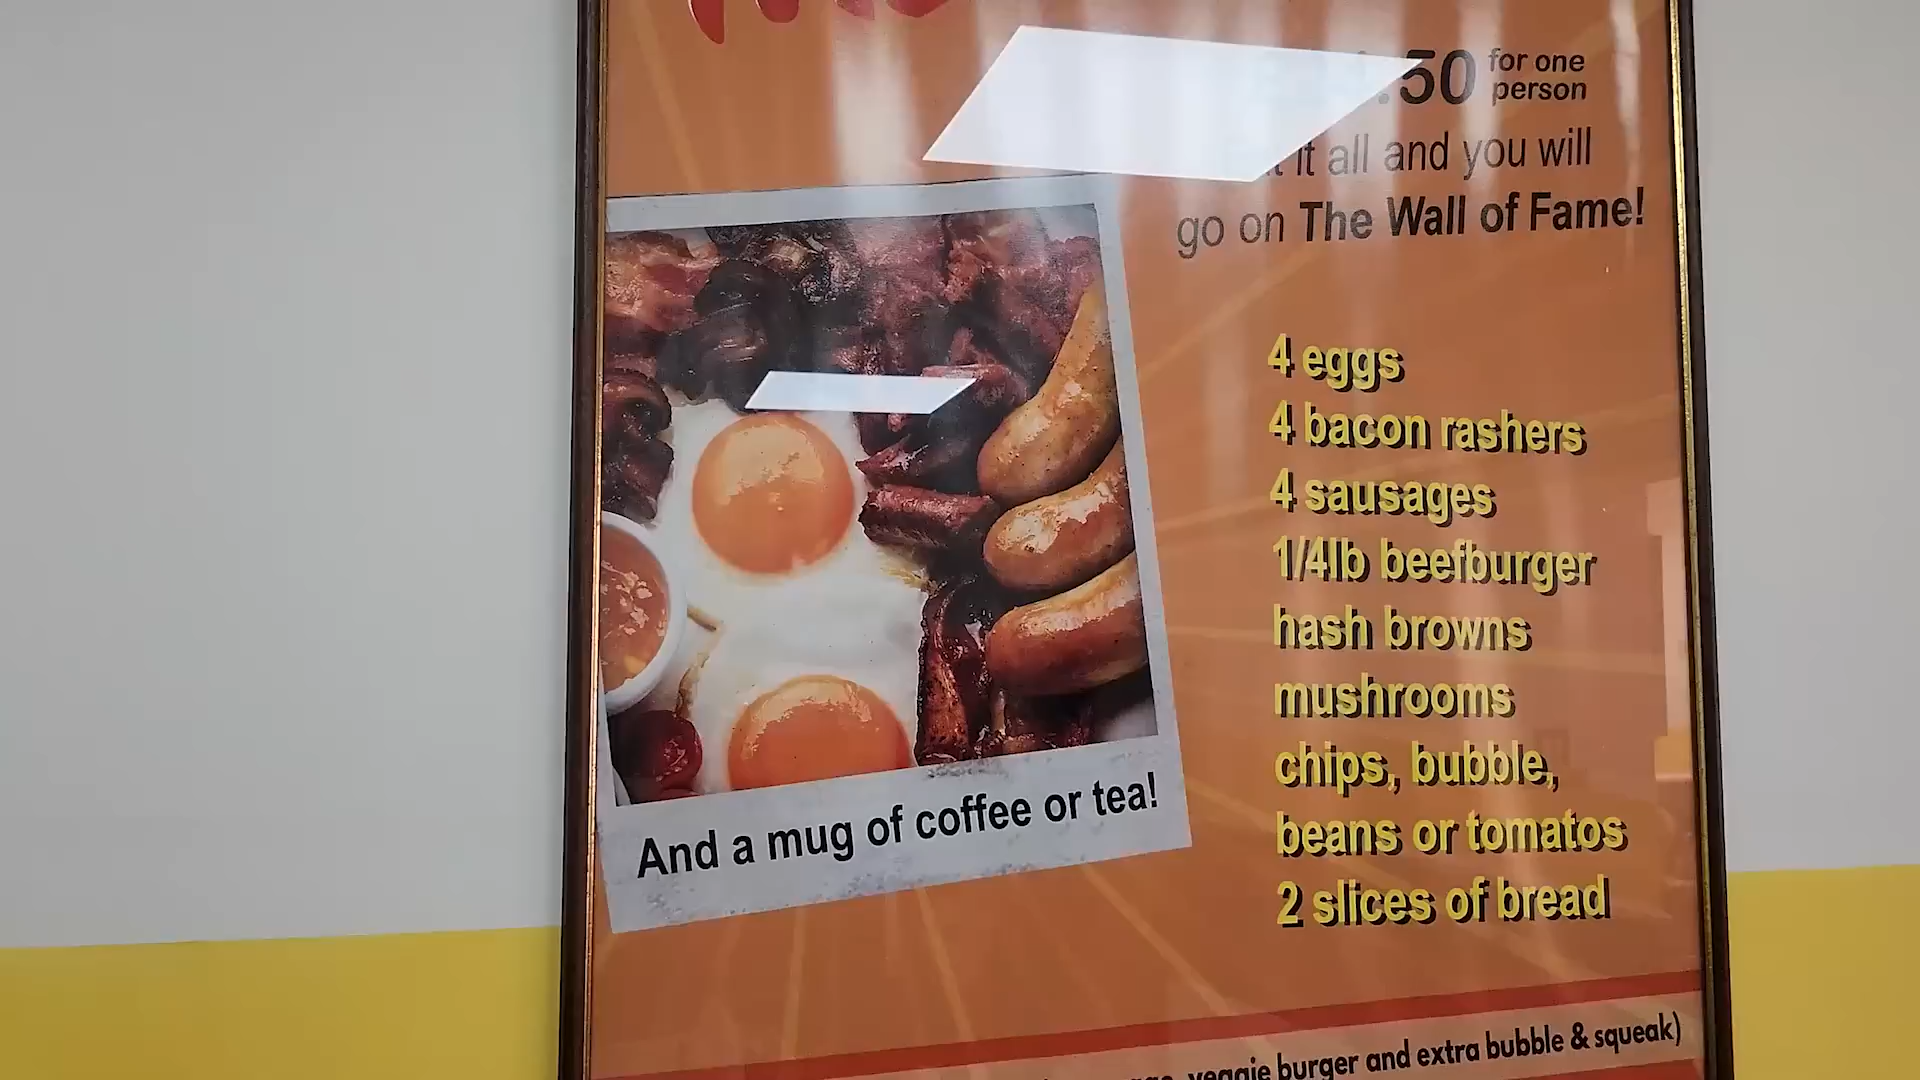 .50 for one
person
it all and you will
go on The Wall of Fame!
4 eggs
4 bacon rashers
4 sausages
1/4lb beefburger
hash browns
mushrooms
chips, bubble,
beans or tomatos
2 slices of bread
And a mug of coffee or tea!
veggie burger and extra bubble & squeak)